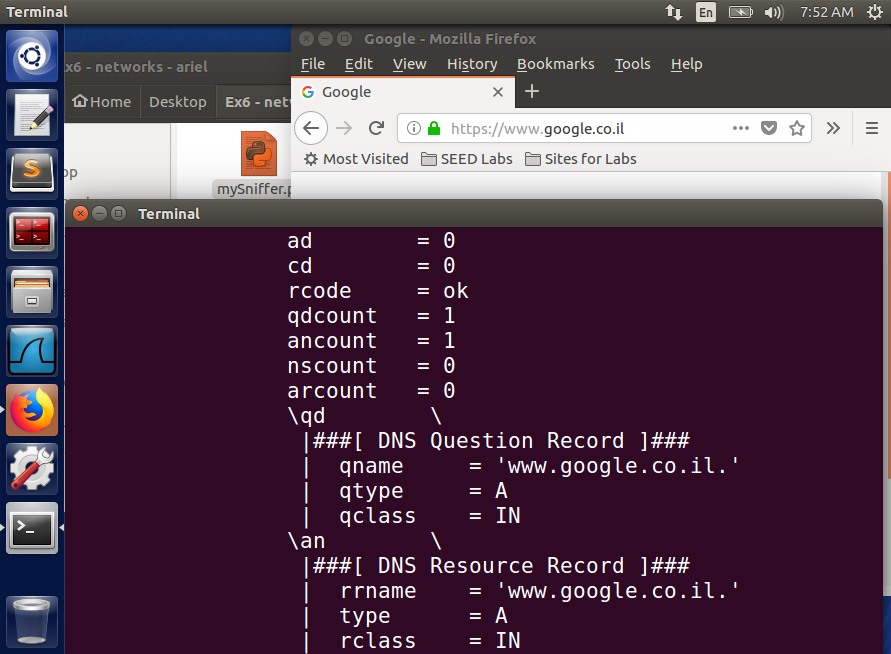 Terminal
En
7:52 AM
Ex6 - networks - ariel
Home
Desktop
Ex6 - net
mySniffer.p
Google - Mozilla Firefox
File Edit View History Bookmarks Tools Help
Google
https://www.google.co.il
Most Visited SEED Labs Sites for Labs
Terminal
ad = 0
cd = 0
rcode = ok
qdcount = 1
ancount = 1
nscount = 0
arcount = 0
\qd \
|###[ DNS Question Record ]###
| qname = 'www.google.co.il.'
| qtype = A
| qclass = IN
\an \
|###[ DNS Resource Record ]###
| rrname = 'www.google.co.il.'
| type = A
| rclass = IN